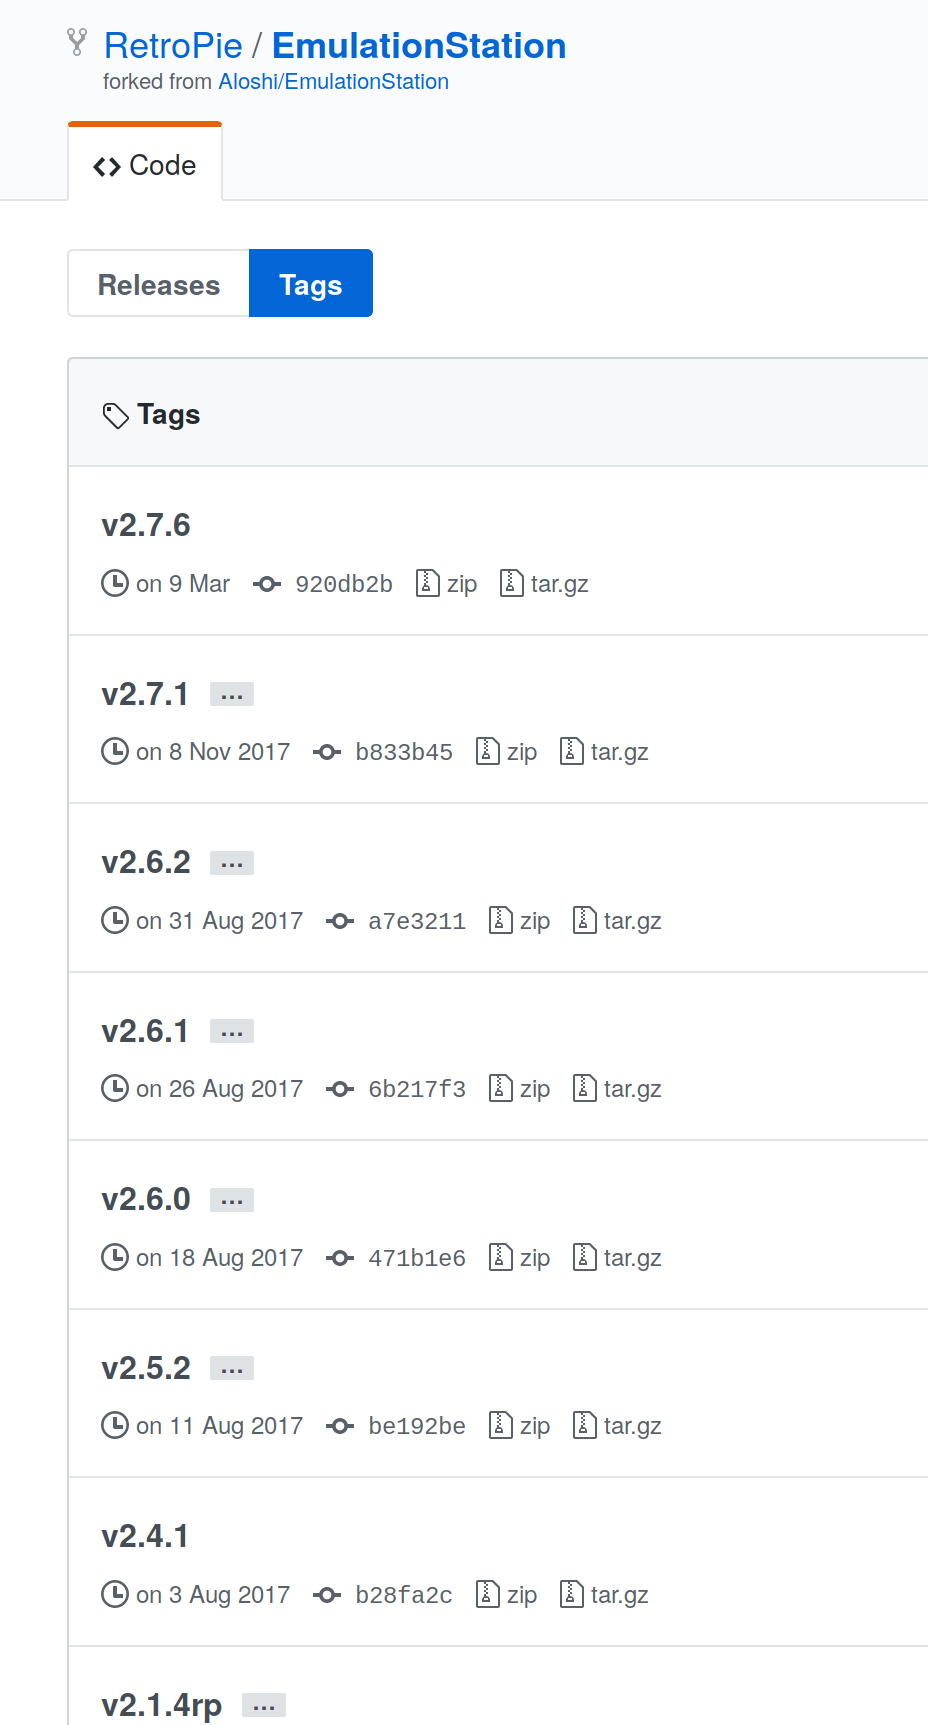 RetroPie / EmulationStation
forked from Aloshi/EmulationStation
Code
Releases Tags
Tags
v2.7.6
on 9 Mar 920db2b zip tar.gz
v2.7.1 ...
on 8 Nov 2017 b833b45 zip tar.gz
v2.6.2 ...
on 31 Aug 2017 a7e3211 zip tar.gz
v2.6.1 ...
on 26 Aug 2017 6b217f3 zip tar.gz
v2.6.0 ...
on 18 Aug 2017 471b1e6 zip tar.gz
v2.5.2 ...
on 11 Aug 2017 be192be zip tar.gz
v2.4.1
on 3 Aug 2017 b28fa2c zip tar.gz
v2.1.4rp ...